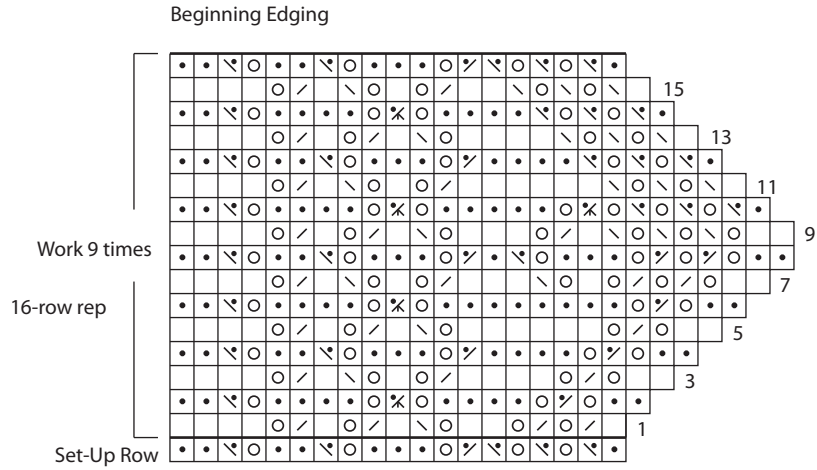 Beginning Edging
15
13
11
9
Work 9 times
7
16-row rep
5
3
1
Set-Up Row